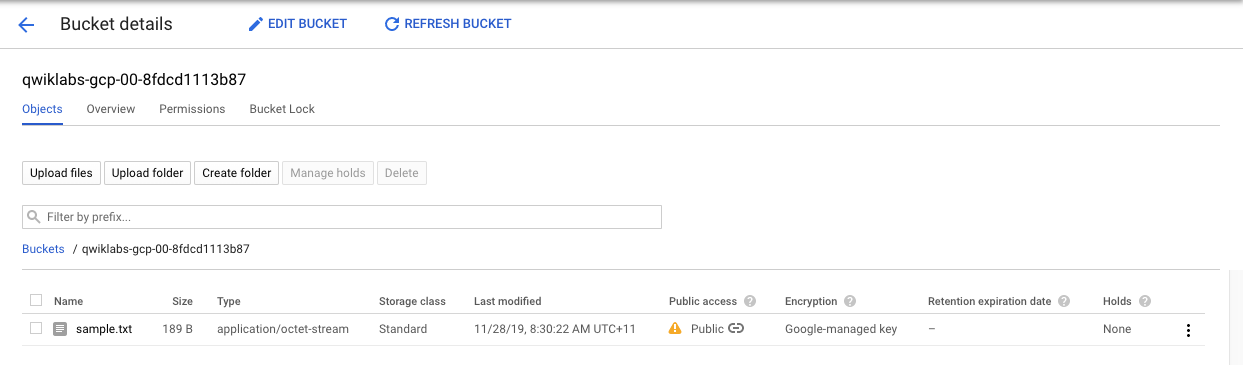 Bucket details EDIT BUCKET REFRESH BUCKET
qwiklabs-gcp-00-8fdcd1113b87
Objects Overview Permissions Bucket Lock
Upload files Upload folder Create folder Manage holds Delete
Filter by prefix...
Buckets / qwiklabs-gcp-00-8fdcd1113b87
Name Size Type Storage class Last modified Public access ? Encryption ? Retention expiration date ? Holds ?
sample.txt 189 B application/octet-stream Standard 11/28/19, 8:30:22 AM UTC+11 Public Google-managed key – None